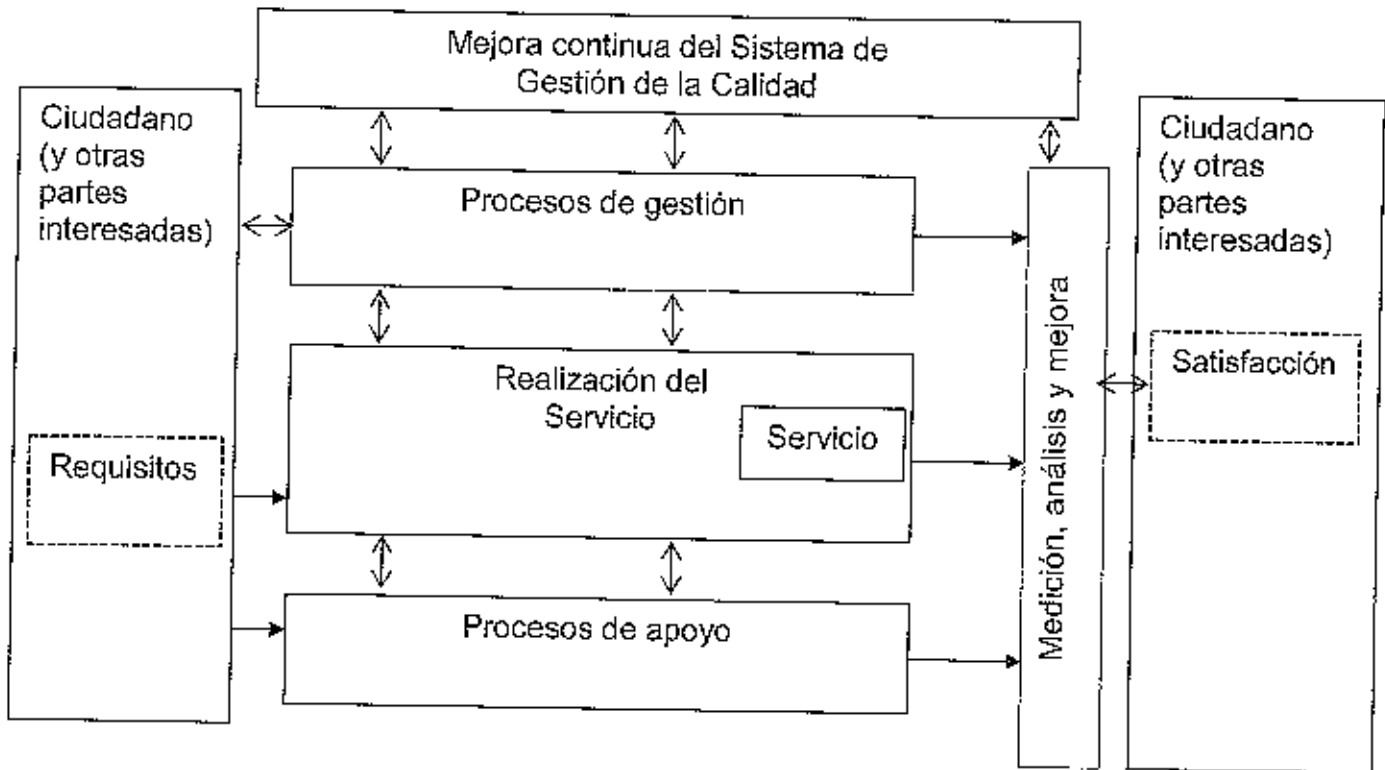 Mejora continua del Sistema de
Gestión de la Calidad
Ciudadano
(y otras
partes
interesadas)
Requisitos
Procesos de gestión
Realización del
Servicio
Servicio
Procesos de apoyo
Medición, análisis y mejora
Ciudadano
(y otras
partes
interesadas)
Satisfacción